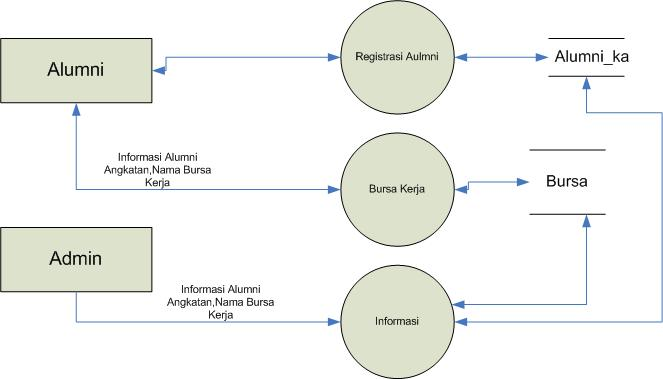 Alumni
Registrasi Aulmni
Alumni_ka
Informasi Alumni
Angkatan,Nama Bursa
Kerja
Bursa Kerja
Bursa
Admin
Informasi Alumni
Angkatan,Nama Bursa
Kerja
Informasi